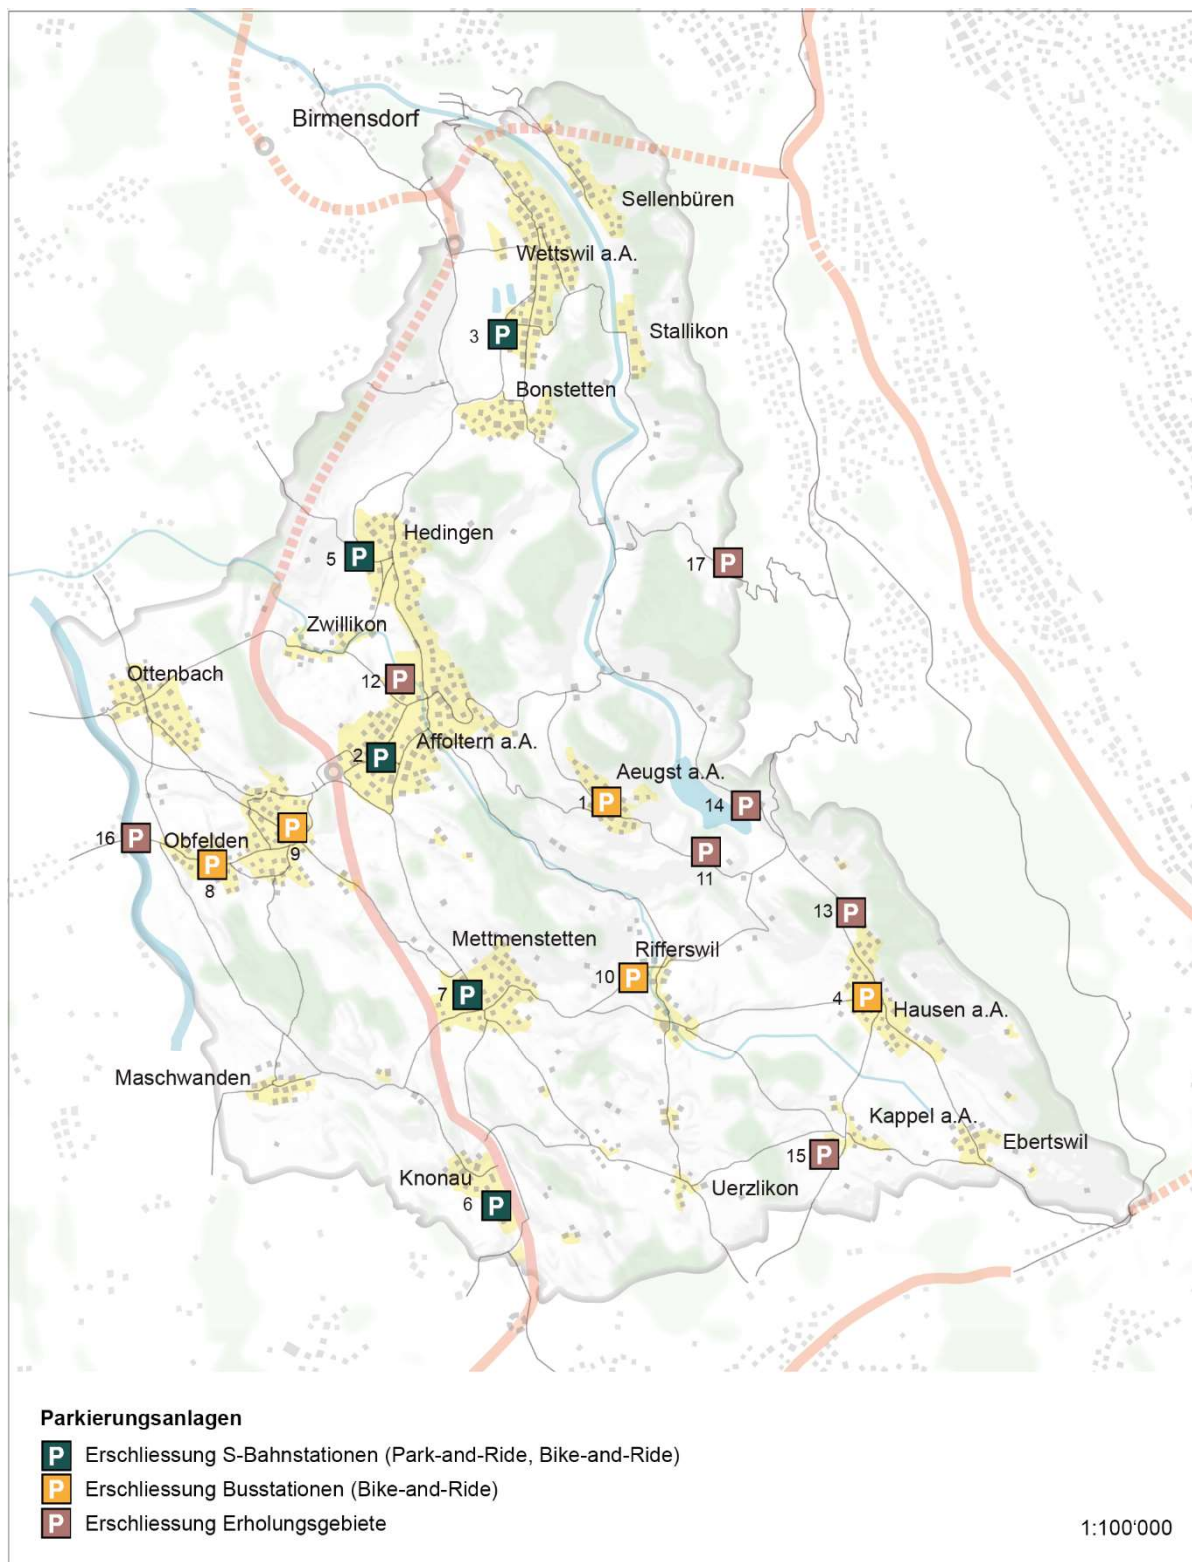 Birmensdorf
Sellenbüren
Wettswil a.A.
3 P
Stallikon
Bonstetten
Hedingen
5 P
17 P
Zwillikon
Ottenbach
12 P
2 P
Affoltern a.A.
Aeugst a.A.
1 P
14 P
16 P
Obfelden
P
9
P
8
P
11
13 P
Mettmenstetten
Rifferswil
10 P
7 P
4 P
Hausen a.A.
Maschwanden
Kappel a.A.
Ebertswil
15 P
Knonau
Uerzlikon
6 P
Parkierungsanlagen
P Erschliessung S-Bahnstationen (Park-and-Ride, Bike-and-Ride)
P Erschliessung Busstationen (Bike-and-Ride)
P Erschliessung Erholungsgebiete
1:100'000